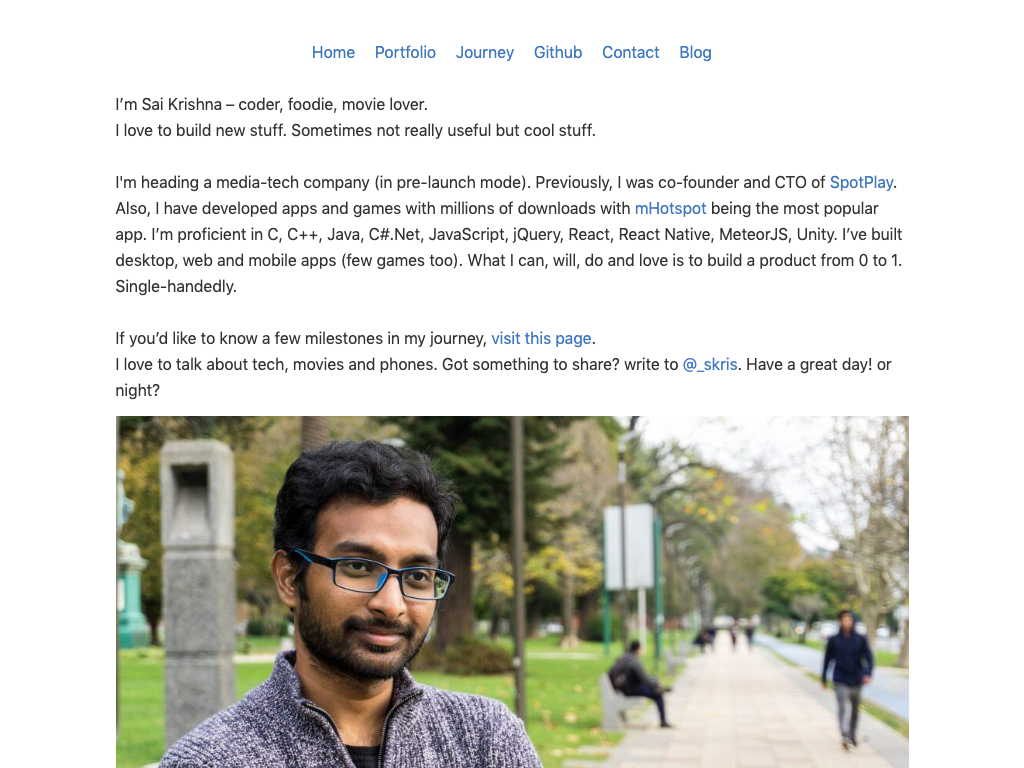 Home Portfolio Journey Github Contact Blog
I’m Sai Krishna – coder, foodie, movie lover.
I love to build new stuff. Sometimes not really useful but cool stuff.
I'm heading a media-tech company (in pre-launch mode). Previously, I was co-founder and CTO of SpotPlay.
Also, I have developed apps and games with millions of downloads with mHotspot being the most popular
app. I’m proficient in C, C++, Java, C#.Net, JavaScript, jQuery, React, React Native, MeteorJS, Unity. I’ve built
desktop, web and mobile apps (few games too). What I can, will, do and love is to build a product from 0 to 1.
Single-handedly.
If you’d like to know a few milestones in my journey, visit this page.
I love to talk about tech, movies and phones. Got something to share? write to @_skris. Have a great day! or
night?